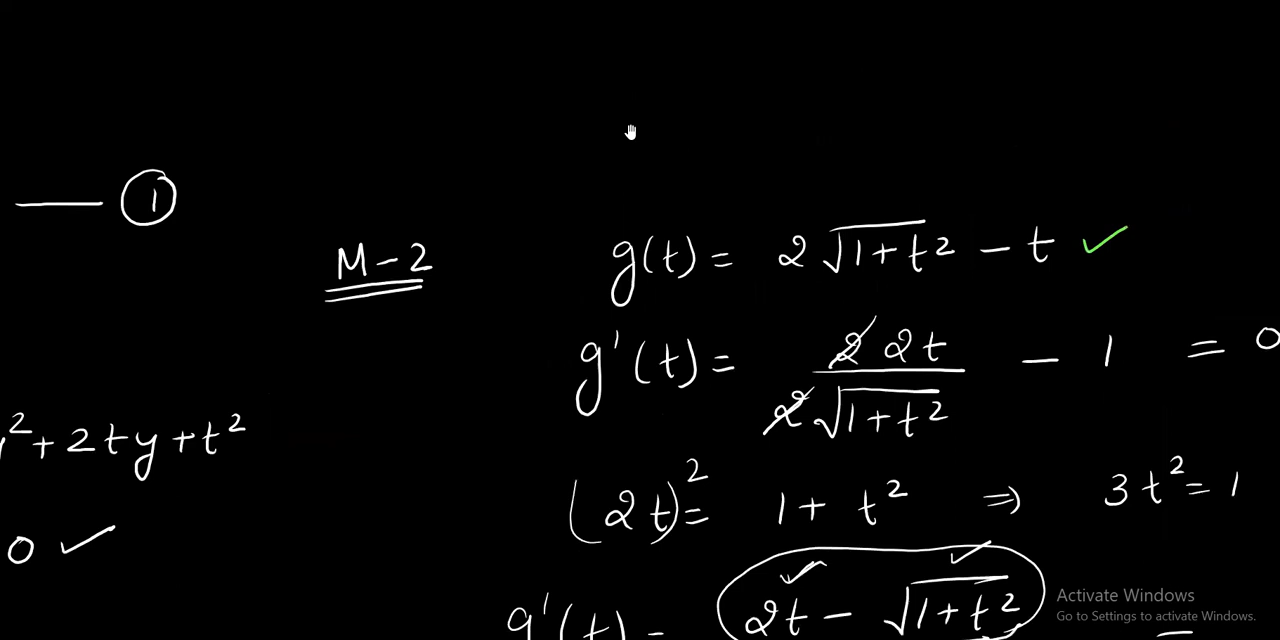 —— ①
M-2
g(t) = 2√(1+t²) - t ✓
g'(t) = 2 2t / 2√(1+t²) - 1 = 0
² + 2ty + t²
(2t)² = 1 + t² ⇒ 3t² = 1
0 ✓
g'(t) = 2t - √(1+t²)
Activate Windows
Go to Settings to activate Windows.